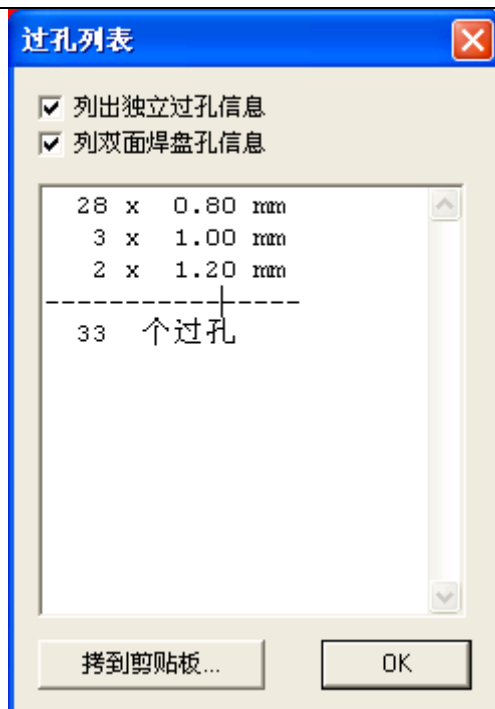 过孔列表
列出独立过孔信息
列双面焊盘孔信息
28 x 0.80 mm
3 x 1.00 mm
2 x 1.20 mm
-------------------
33 个过孔
拷到剪贴板...
OK